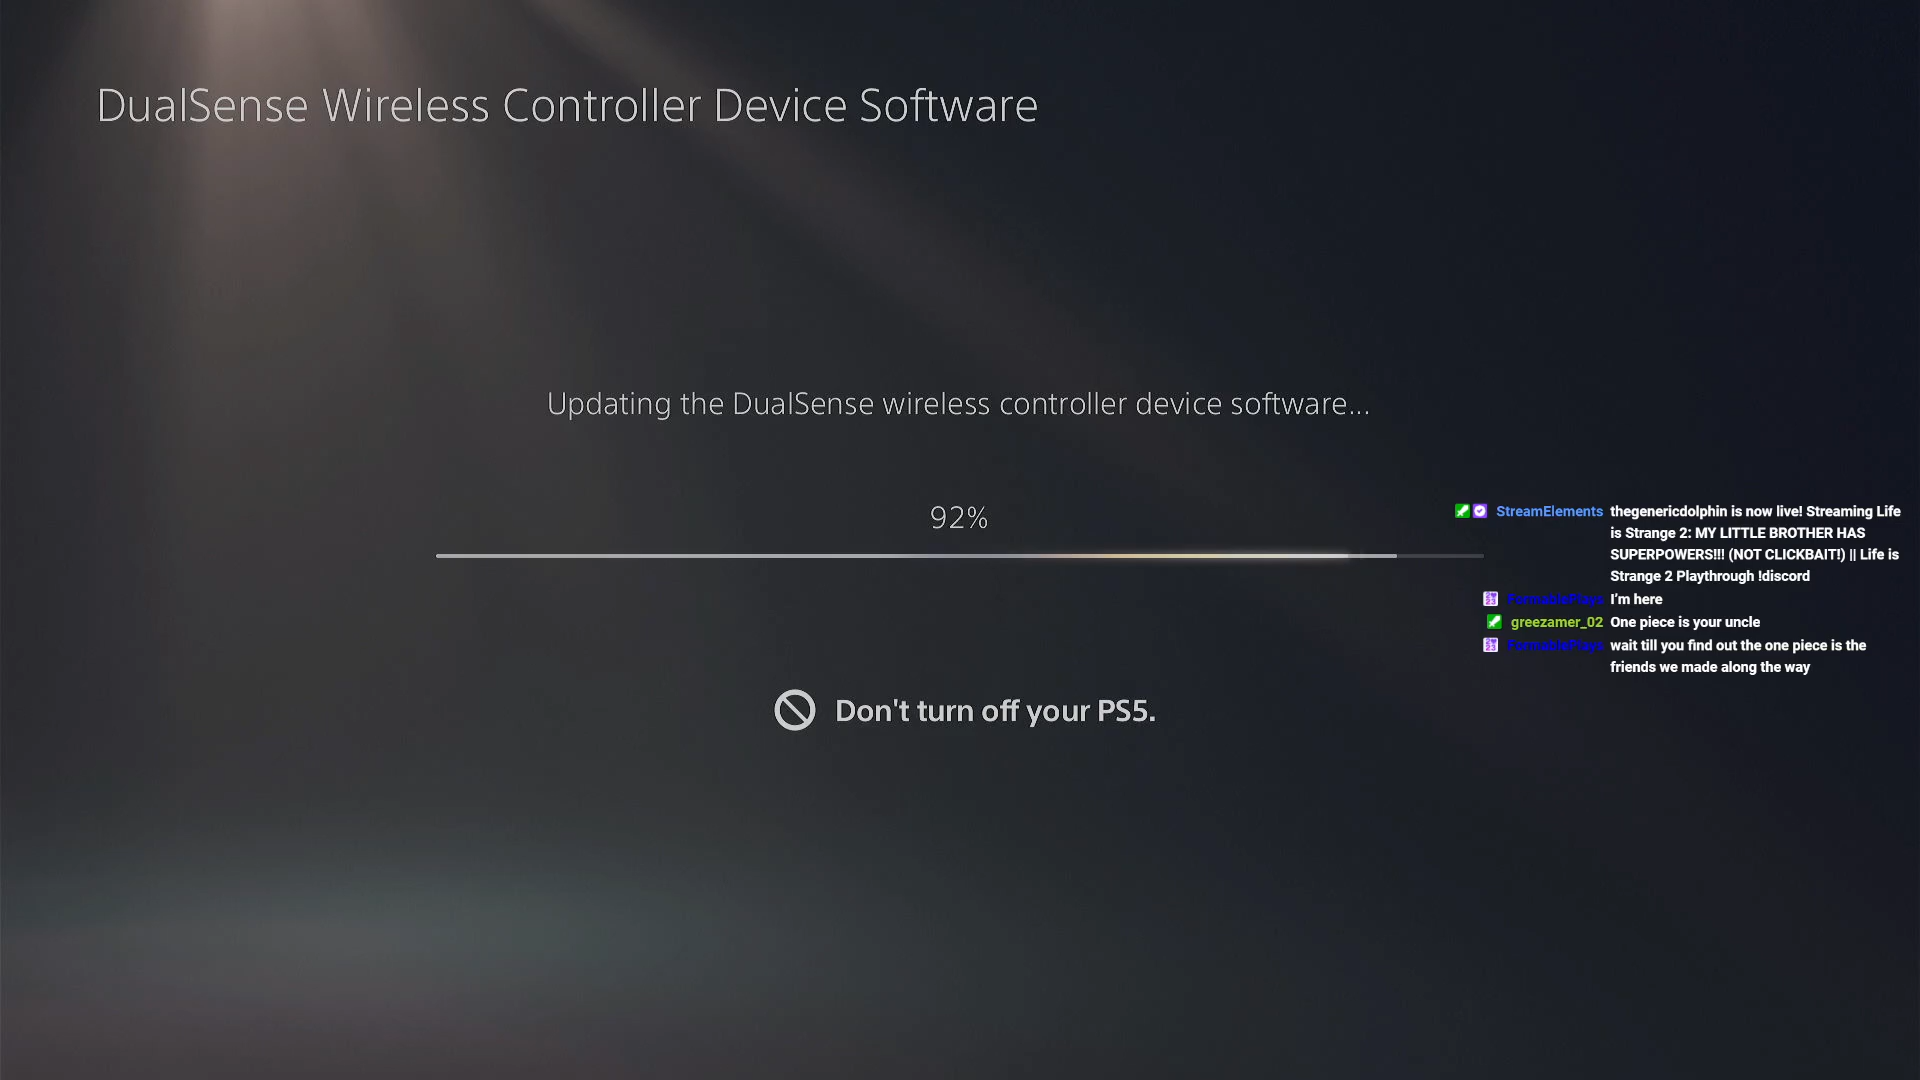 DualSense Wireless Controller Device Software
Updating the DualSense wireless controller device software...
92%
StreamElements thegenericdolphin is now live! Streaming Life
is Strange 2: MY LITTLE BROTHER HAS
SUPERPOWERS!!! (NOT CLICKBAIT!) || Life is
Strange 2 Playthrough !discord
FormablePlays I'm here
greezamer_02 One piece is your uncle
FormablePlays wait till you find out the one piece is the
friends we made along the way
Don't turn off your PS5.